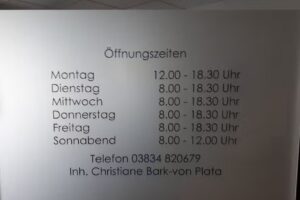 Öffnungszeiten
Montag 12.00 - 18.30 Uhr
Dienstag 8.00 - 18.30 Uhr
Mittwoch 8.00 - 18.30 Uhr
Donnerstag 8.00 - 18.30 Uhr
Freitag 8.00 - 18.30 Uhr
Sonnabend 8.00 - 12.00 Uhr
Telefon 03834 820679
Inh. Christiane Bark-von Plata